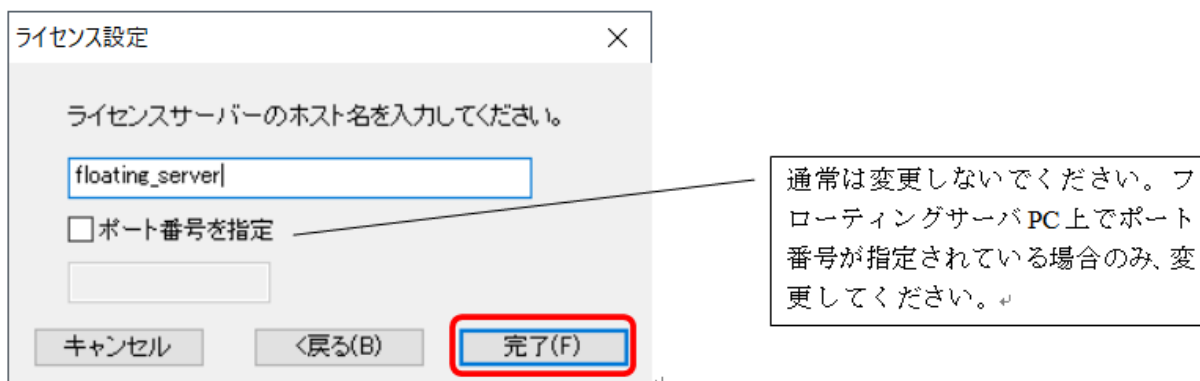 ライセンス設定
ライセンスサーバーのホスト名を入力してください。
floating_server
ポート番号を指定
キャンセル
<戻る(B)
完了(F)
通常は変更しないでください。フ
ローティングサーバPC上でポート
番号が指定されている場合のみ、変
更してください。